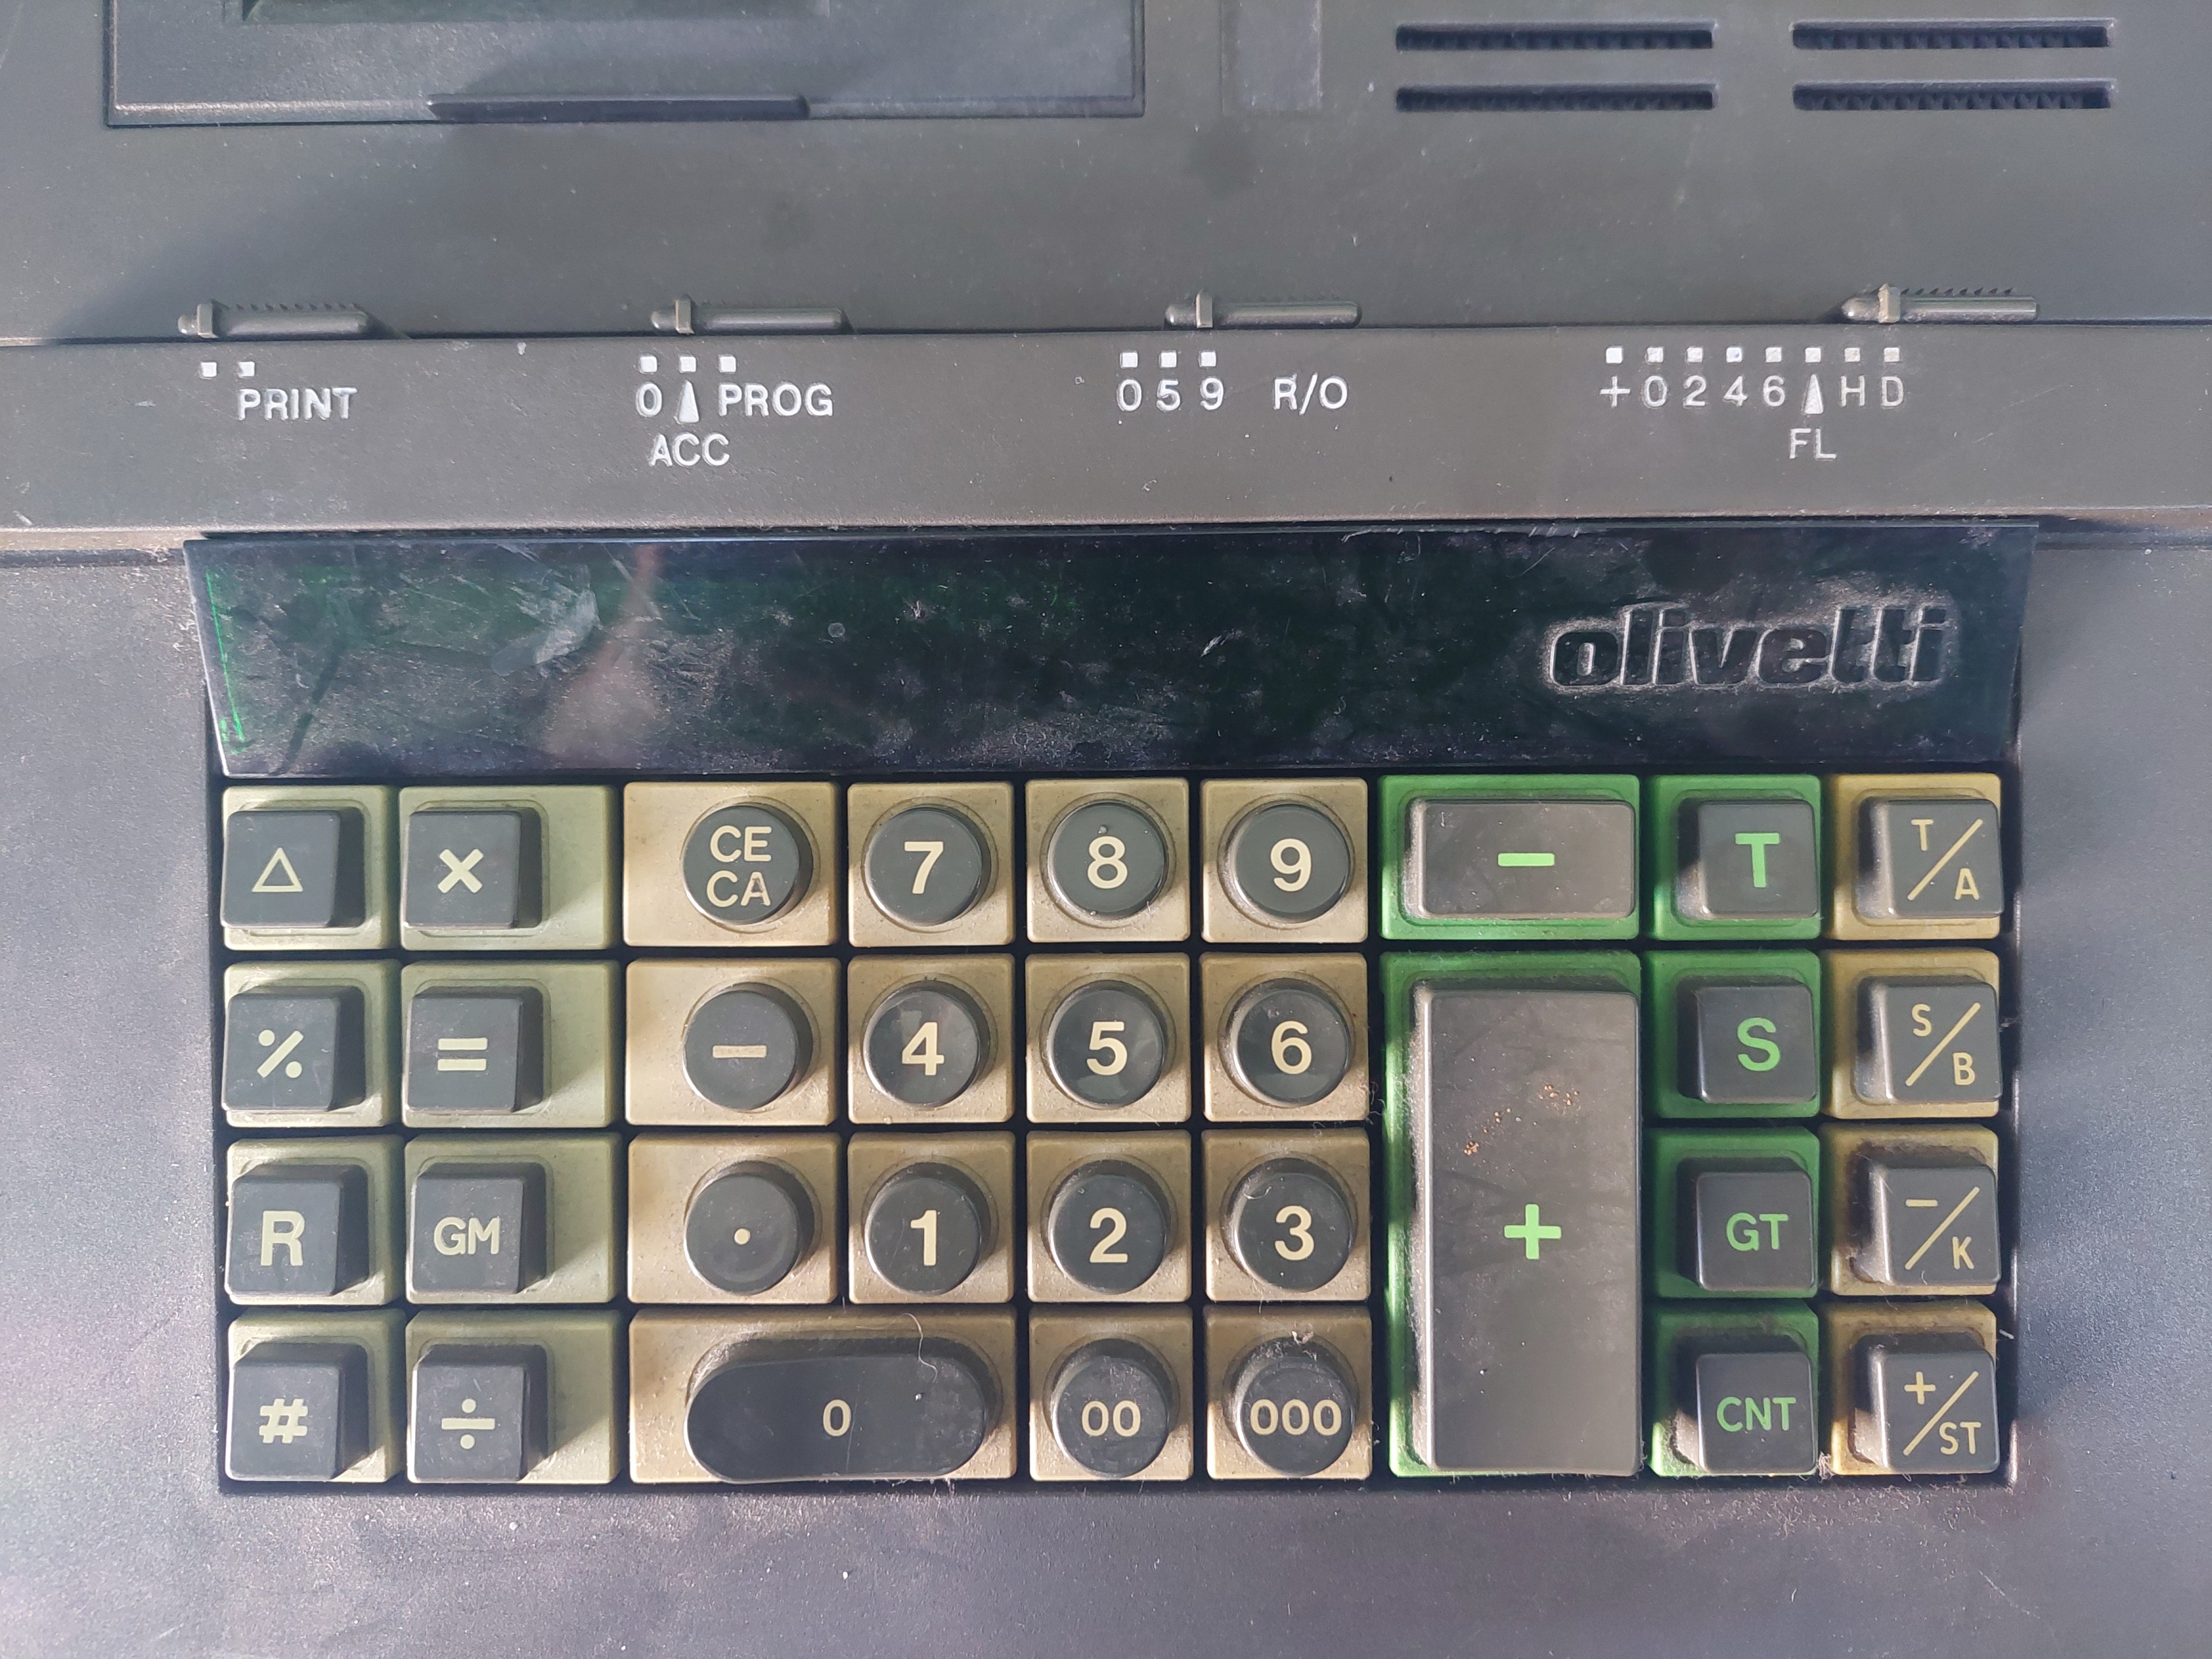 PRINT 0 PROG 0 5 9 R/O + 0 2 4 6 H D
ACC FL
olivetti
△ × CE CA 7 8 9 − T T/A
% = − 4 5 6 S S/B
R GM . 1 2 3 + GT −/K
# ÷ 0 00 000 CNT +/ST